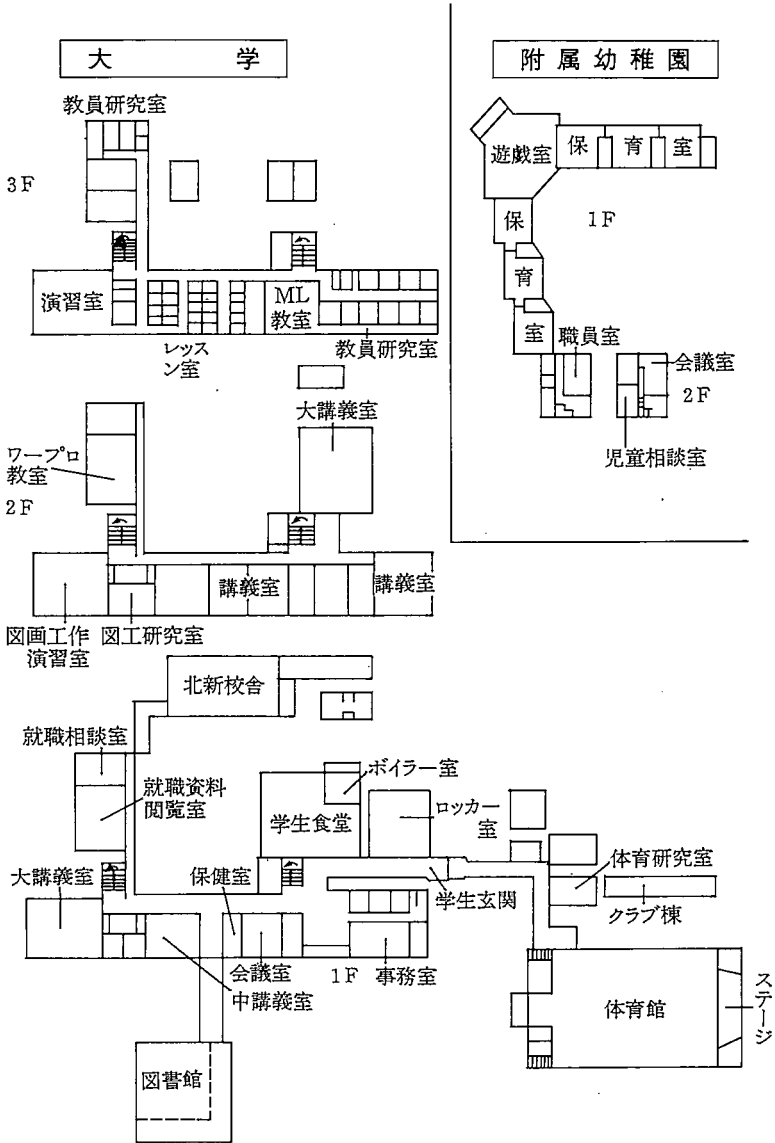 大学
教員研究室
3F
演習室
レッスン室
ML教室
教員研究室
大講義室
ワープロ教室
2F
講義室
講義室
図画工作演習室
図工研究室
北新校舎
就職相談室
就職資料閲覧室
ボイラー室
学生食堂
ロッカー室
大講義室
保健室
学生玄関
体育研究室
クラブ棟
会議室
中講義室
1F
事務室
体育館
ステージ
図書館
附属幼稚園
遊戯室
保育室
1F
保育室
職員室
会議室
2F
児童相談室